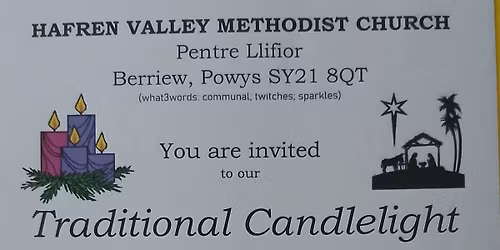 HAFREN VALLEY METHODIST CHURCH
Pentre Llifior
Berriew, Powys SY21 8QT
(what3words: communal; twitches; sparkles)
You are invited
to our
Traditional Candlelight